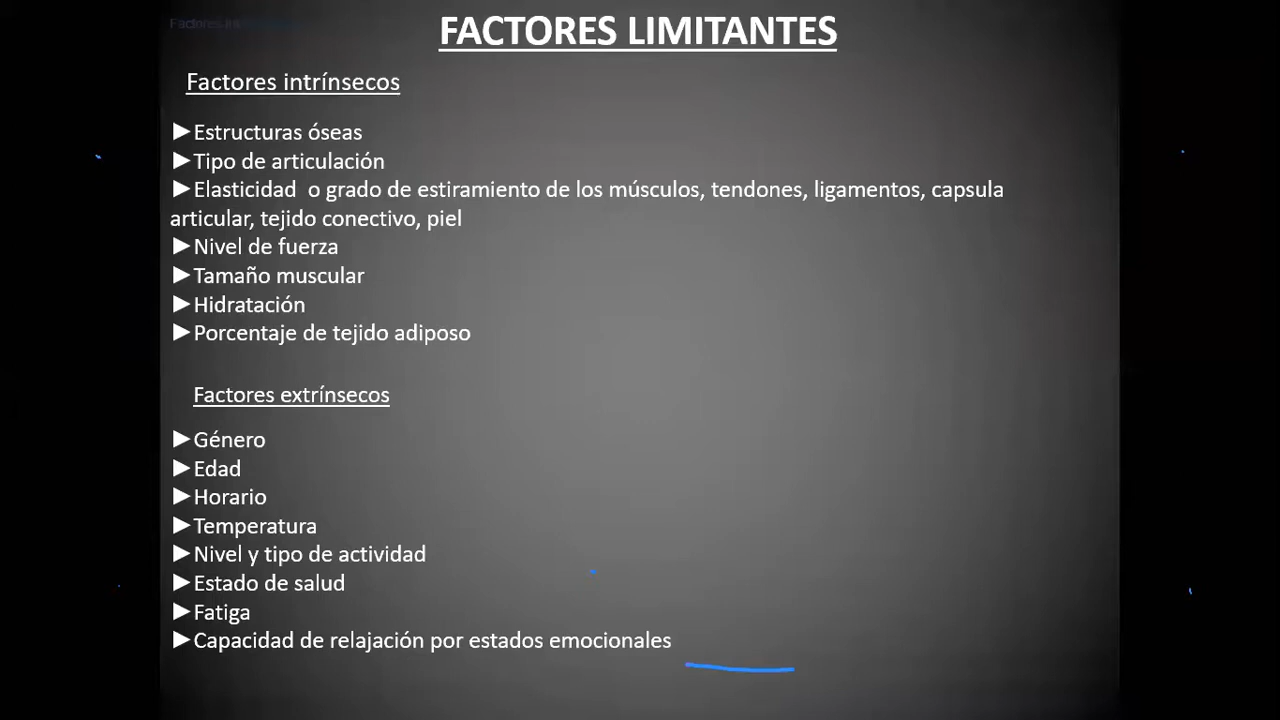 FACTORES LIMITANTES
Factores intrínsecos
►Estructuras óseas
►Tipo de articulación
►Elasticidad o grado de estiramiento de los músculos, tendones, ligamentos, capsula
articular, tejido conectivo, piel
►Nivel de fuerza
►Tamaño muscular
►Hidratación
►Porcentaje de tejido adiposo
Factores extrínsecos
►Género
►Edad
►Horario
►Temperatura
►Nivel y tipo de actividad
►Estado de salud
►Fatiga
►Capacidad de relajación por estados emocionales